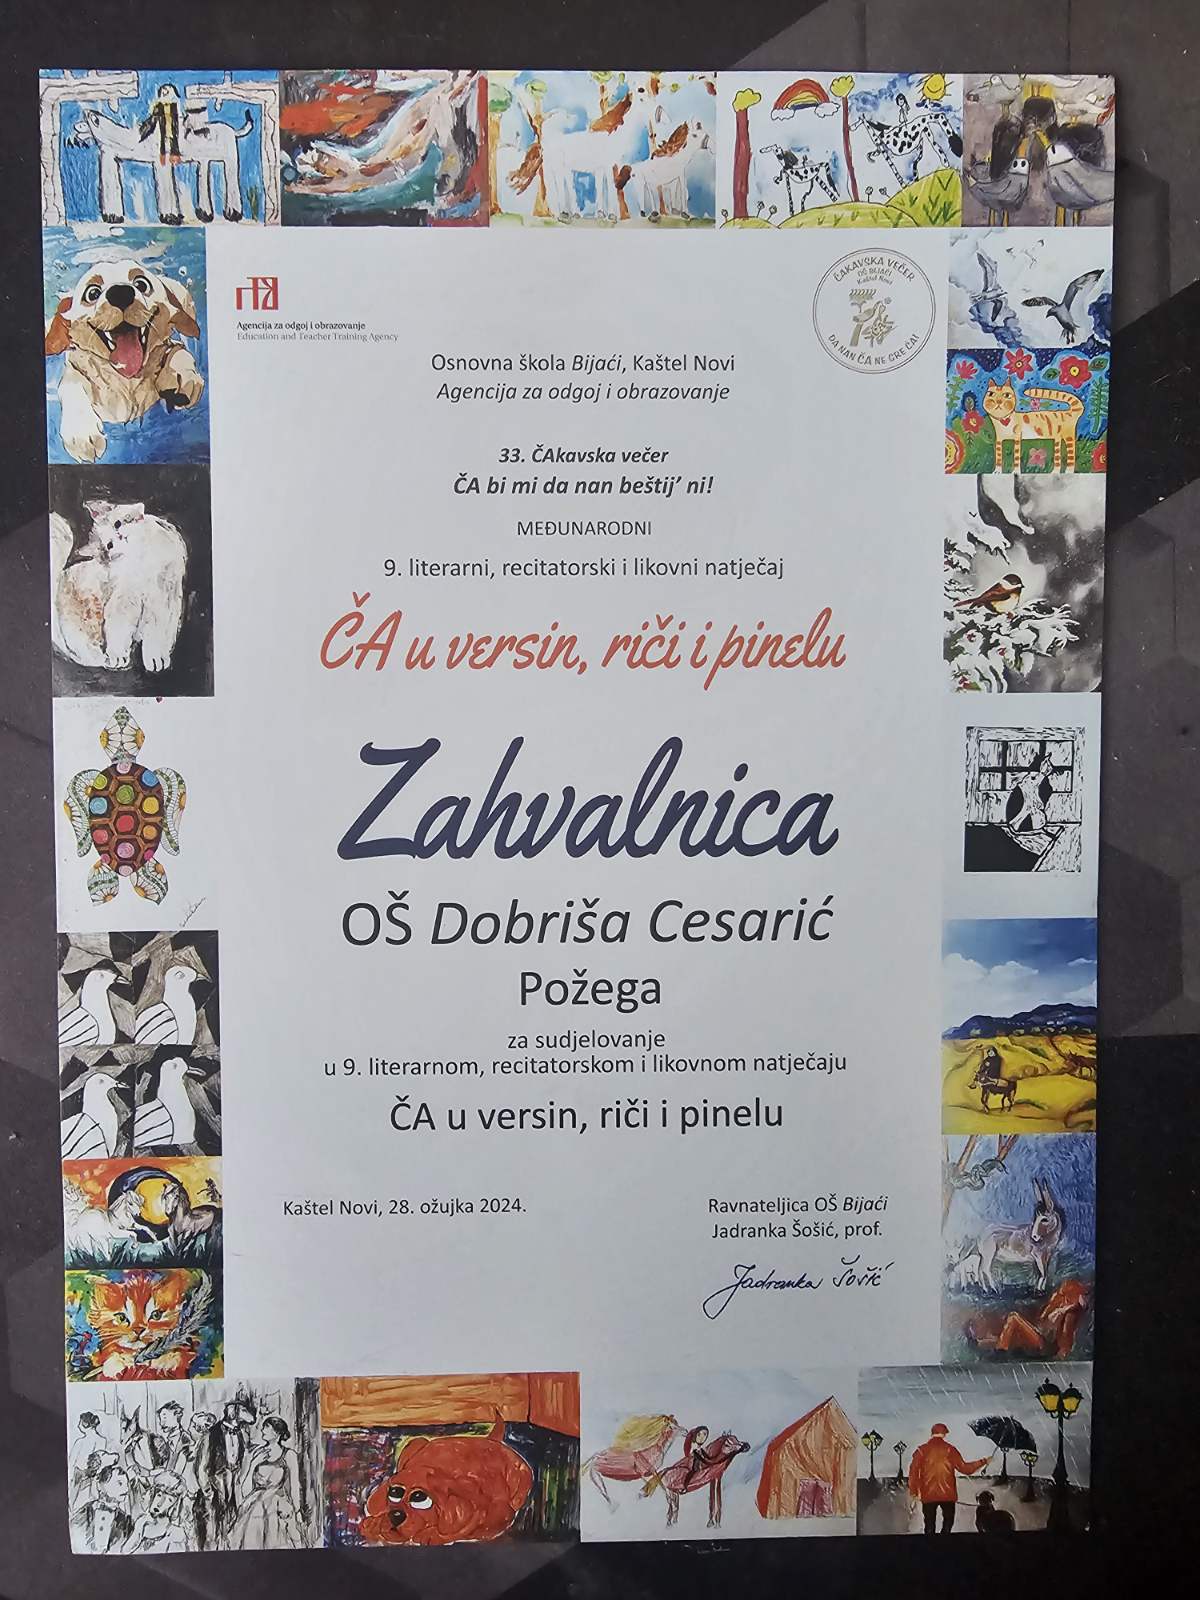 Agencija za odgoj i obrazovanje
Education and Teacher Training Agency
ČAKAVSKA VEČER
OŠ BIJAĆI
Kaštel Novi
DA NAN ČA NE GRE ĆA!
Osnovna škola Bijaći, Kaštel Novi
Agencija za odgoj i obrazovanje
33. ČAkavska večer
ČA bi mi da nan beštij’ ni!
MEĐUNARODNI
9. literarni, recitatorski i likovni natječaj
ČA u versin, riči i pinelu
Zahvalnica
OŠ Dobriša Cesarić
Požega
za sudjelovanje
u 9. literarnom, recitatorskom i likovnom natječaju
ČA u versin, riči i pinelu
Kaštel Novi, 28. ožujka 2024.
Ravnateljica OŠ Bijaći
Jadranka Šošić, prof.
Jadranka Šošić